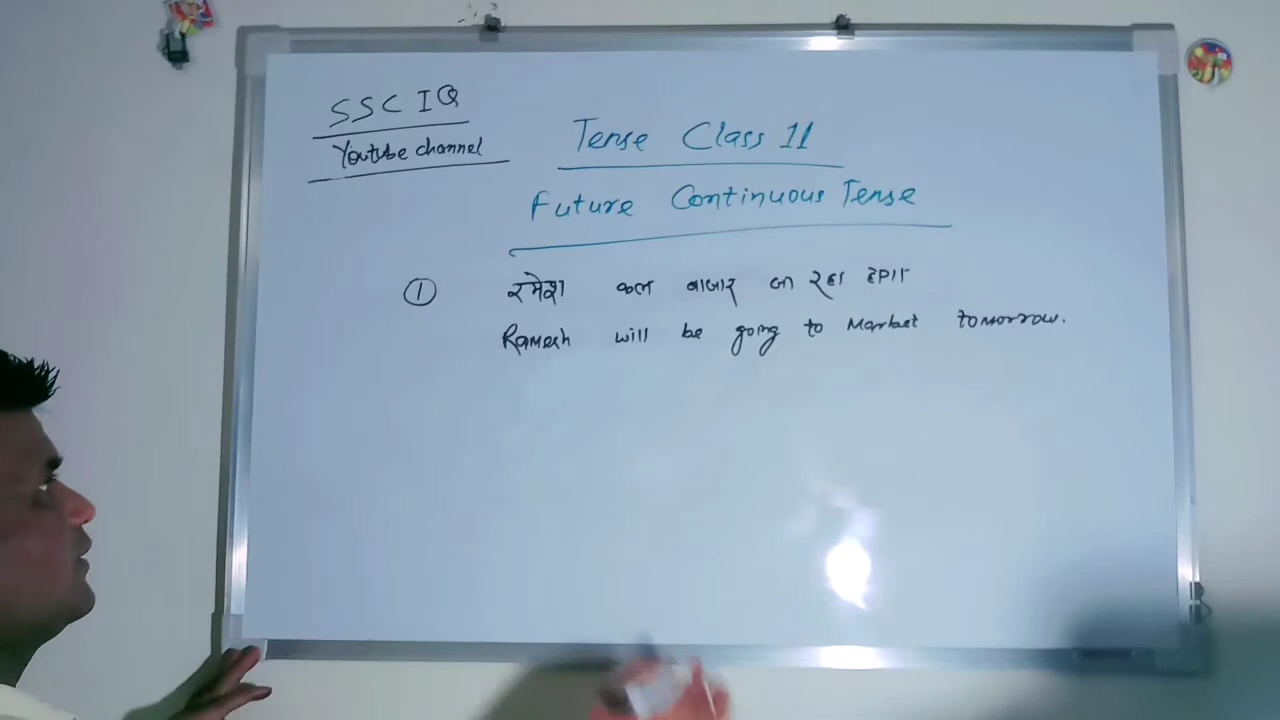 SSC IQ
Youtube channel
Tense Class 11
Future Continuous Tense
① रमेश कल बाजार जा रहा होगा
Ramesh will be going to Market tomorrow.